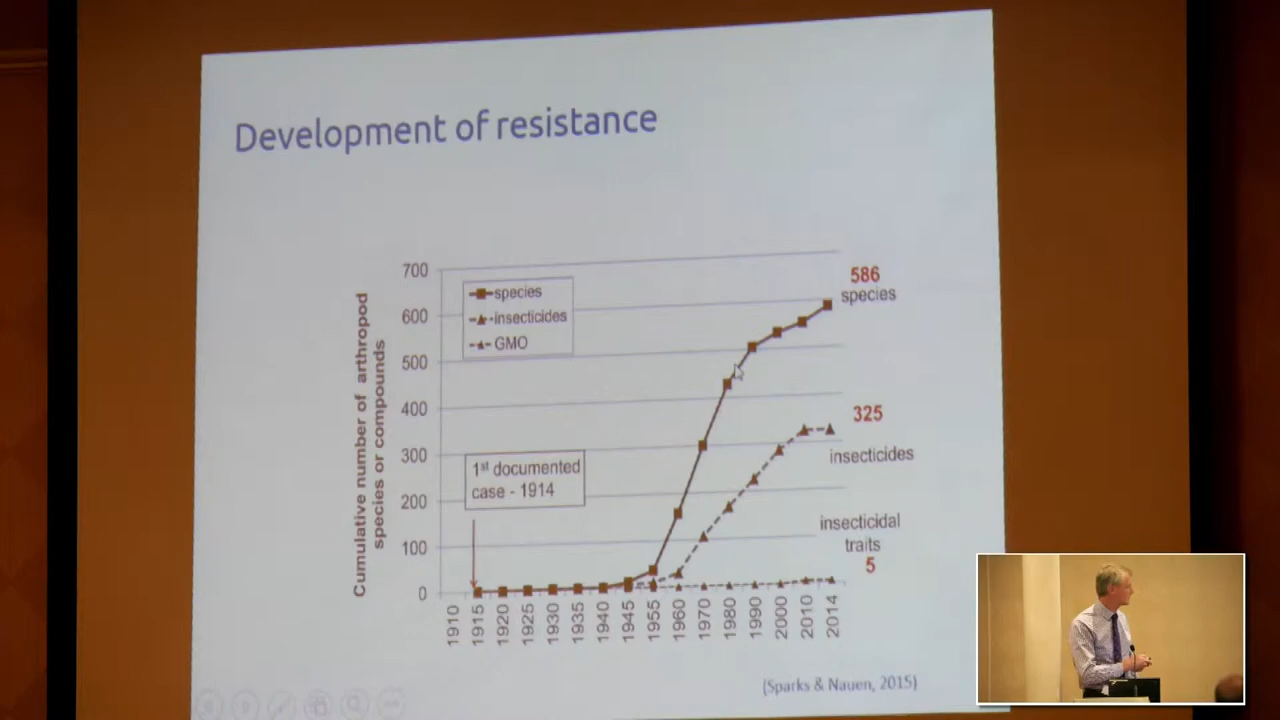 Development of resistance
700
600
500
400
300
200
100
0
Cumulative number of arthropod
species or compounds
species
insecticides
GMO
1st documented
case - 1914
586
species
325
insecticides
insecticidal
traits
5
1910
1915
1920
1925
1930
1935
1940
1945
1955
1960
1970
1980
1990
2000
2010
2014
(Sparks & Nauen, 2015)